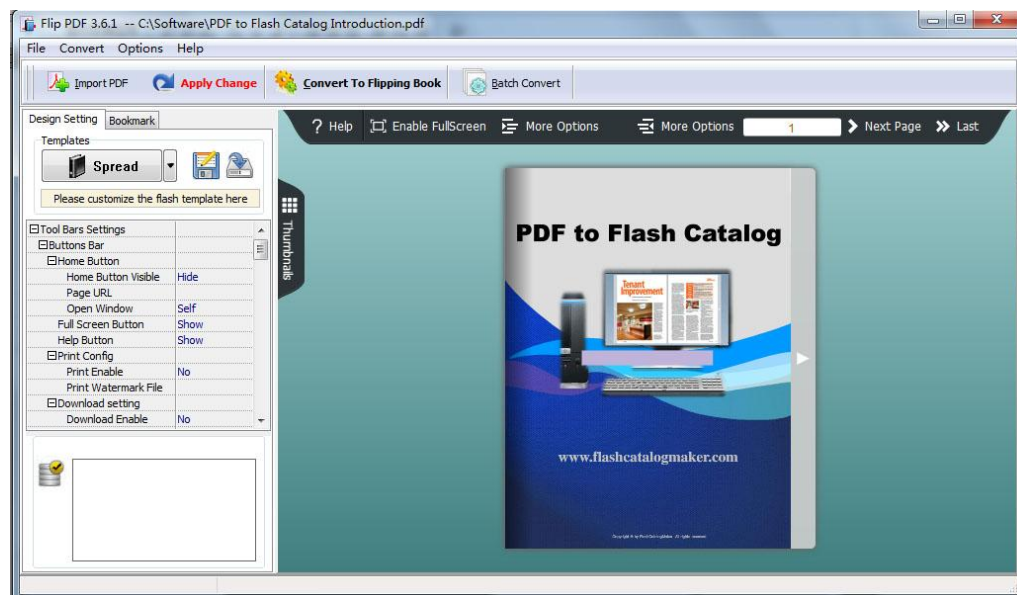 Flip PDF 3.6.1 -- C:\Software\PDF to Flash Catalog Introduction.pdf
File Convert Options Help
Import PDF Apply Change Convert To Flipping Book Batch Convert
Design Setting Bookmark
Templates
Spread
Please customize the flash template here
Tool Bars Settings
Buttons Bar
Home Button
Home Button Visible Hide
Page URL
Open Window Self
Full Screen Button Show
Help Button Show
Print Config
Print Enable No
Print Watermark File
Download setting
Download Enable No
? Help Enable FullScreen More Options More Options 1 Next Page Last
Thumbnails
PDF to Flash Catalog
Tenant
Improvement
www.flashcatalogmaker.com